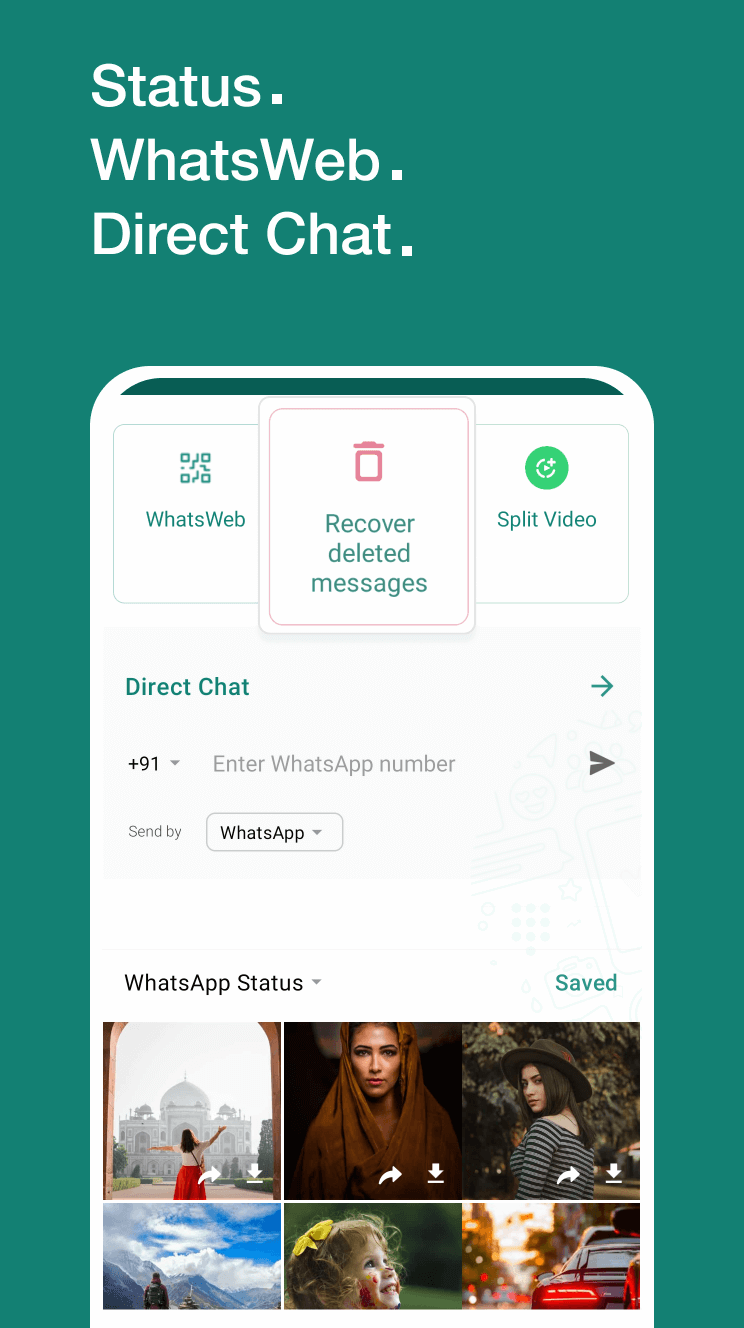 Status.
WhatsWeb.
Direct Chat.
WhatsWeb
Recover
deleted
messages
Split Video
Direct Chat
+91
Enter WhatsApp number
Send by
WhatsApp
WhatsApp Status
Saved